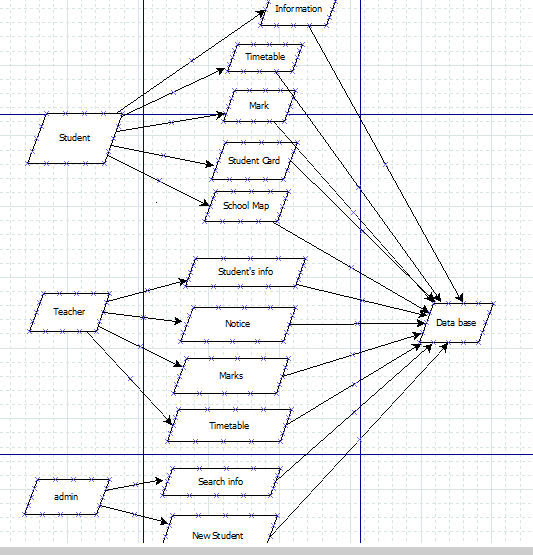 Information
Timetable
Mark
Student
Student Card
School Map
Student's info
Teacher
Notice
Data base
Marks
Timetable
Search info
admin
New Student